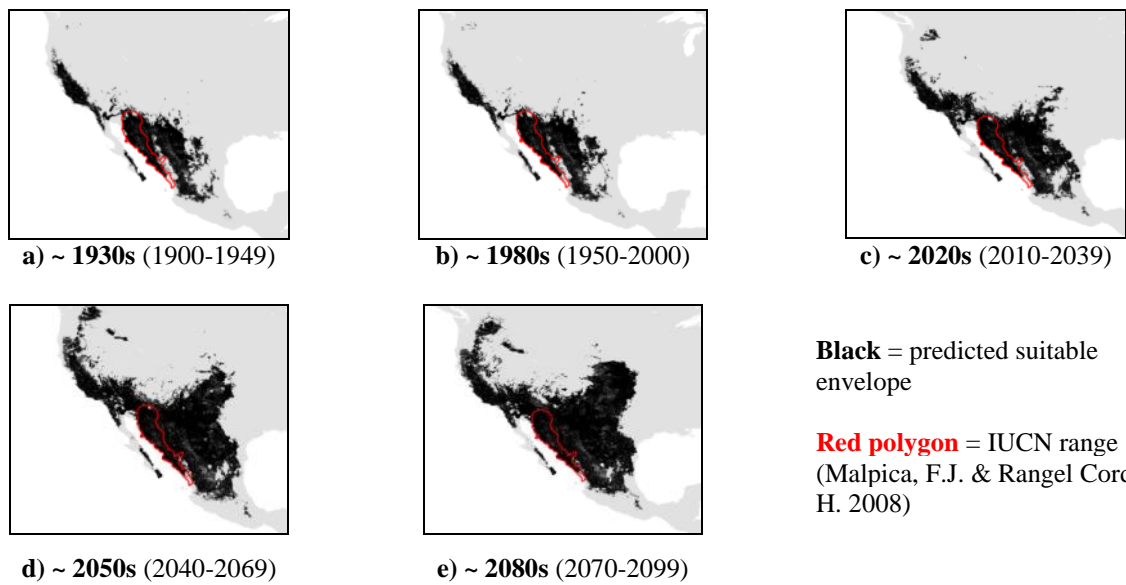 a) ~ 1930s (1900-1949)
b) ~ 1980s (1950-2000)
c) ~ 2020s (2010-2039)
Black = predicted suitable
envelope
Red polygon = IUCN range
(Malpica, F.J. & Rangel Cord
H. 2008)
d) ~ 2050s (2040-2069)
e) ~ 2080s (2070-2099)